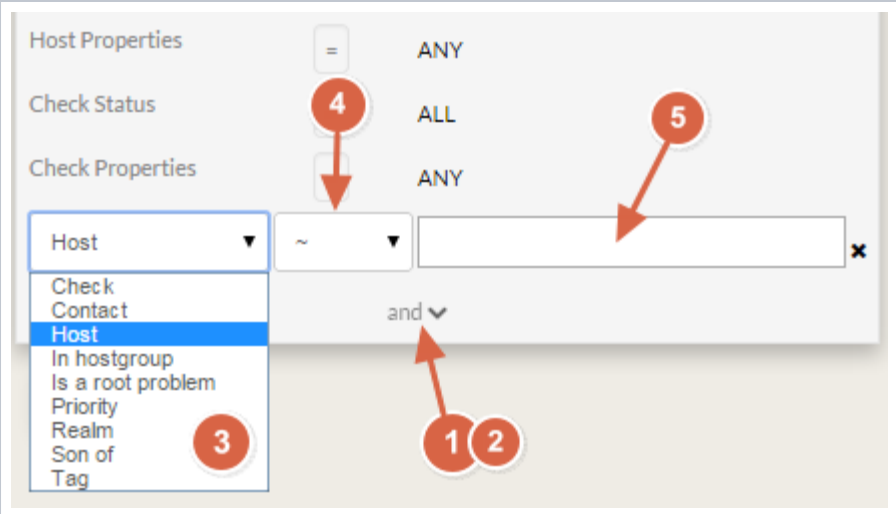 Host Properties = ANY
Check Status 4 ALL 5
Check Properties ANY
Host ~
Check
Contact
and
Host
In hostgroup
Is a root problem
Priority
Realm
Son of
Tag
3 1 2